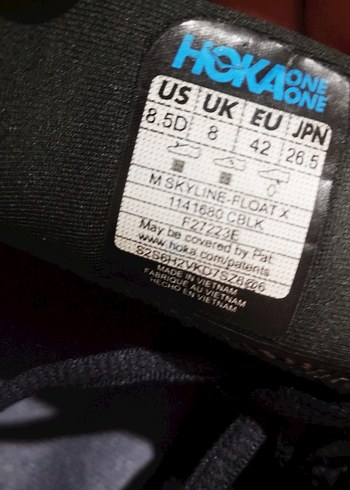 HOKA ONE ONE
US UK EU JPN
8.5D 8 42 26.5
M SKYLINE-FLOAT X
1141680 CBLK
F27223E
May be covered by Pat.
www.hoka.com/patents
MADE IN VIETNAM
FABRIQUE AU VIETNAM
HECHO EN VIETNAM